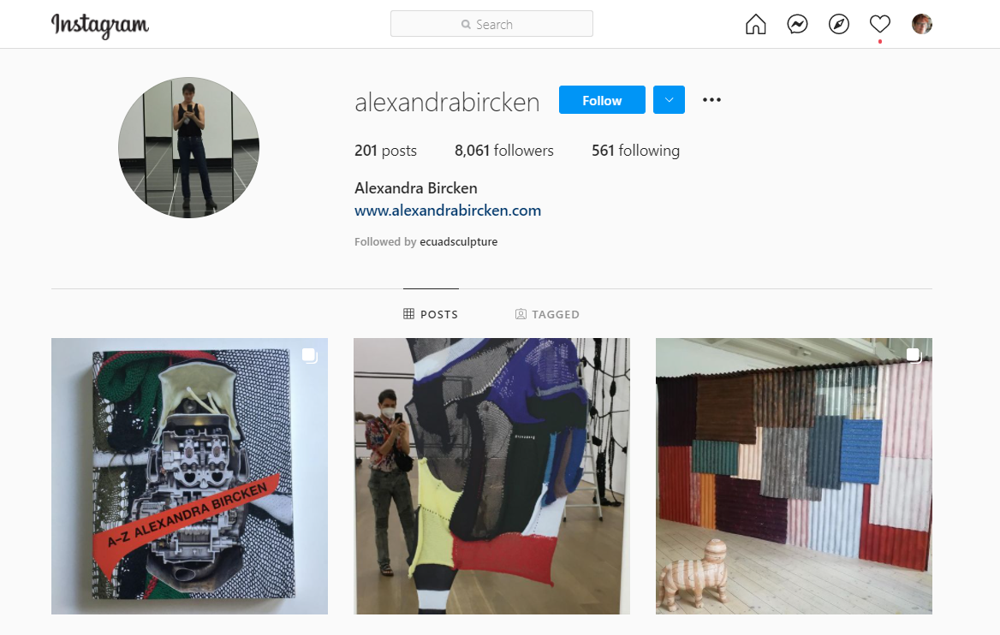 Instagram
Search
alexandrabircken
Follow
201 posts 8,061 followers 561 following
Alexandra Bircken
www.alexandrabircken.com
Followed by ecuadsculpture
POSTS
TAGGED
A–Z ALEXANDRA BIRCKEN